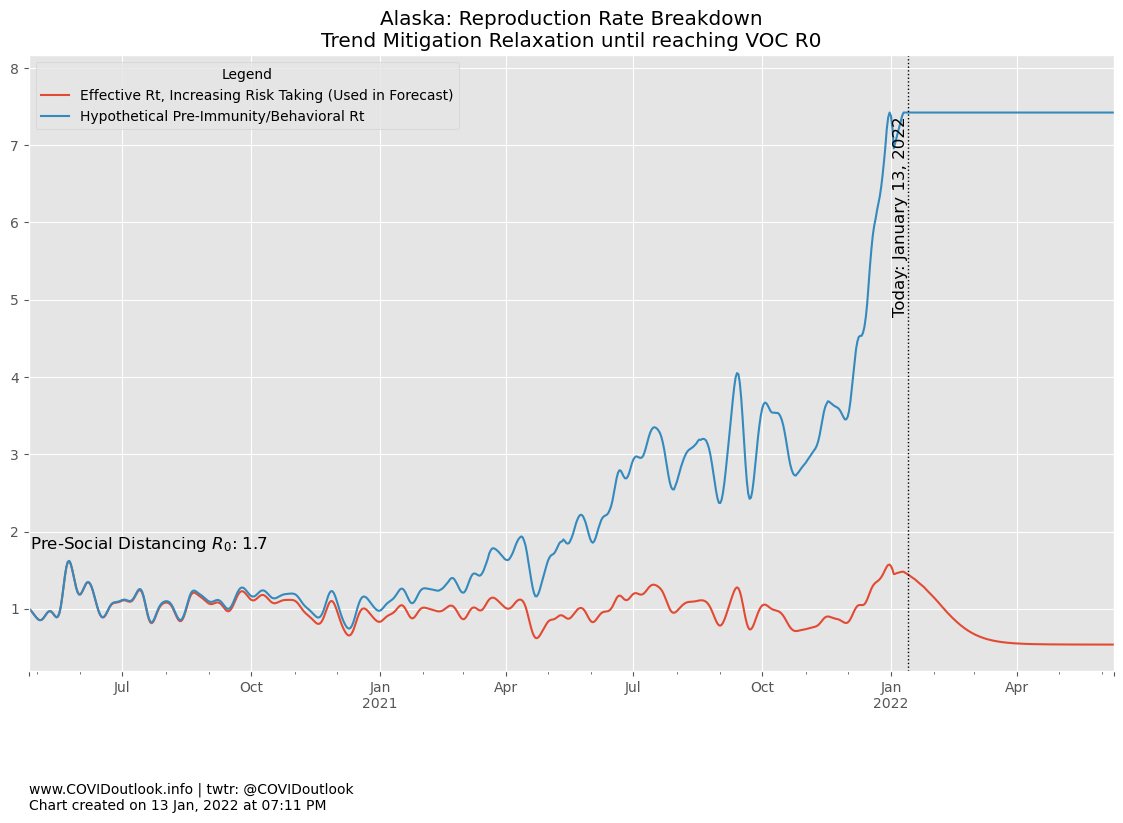 Alaska: Reproduction Rate Breakdown
Trend Mitigation Relaxation until reaching VOC R0
Legend
Effective Rt, Increasing Risk Taking (Used in Forecast)
Hypothetical Pre-Immunity/Behavioral Rt
8
7
6
5
4
3
2
1
Today: January 13, 2022
Pre-Social Distancing R₀: 1.7
Jul Oct Jan Apr Jul Oct Jan Apr
2021 2022
www.COVIDoutlook.info | twtr: @COVIDoutlook
Chart created on 13 Jan, 2022 at 07:11 PM